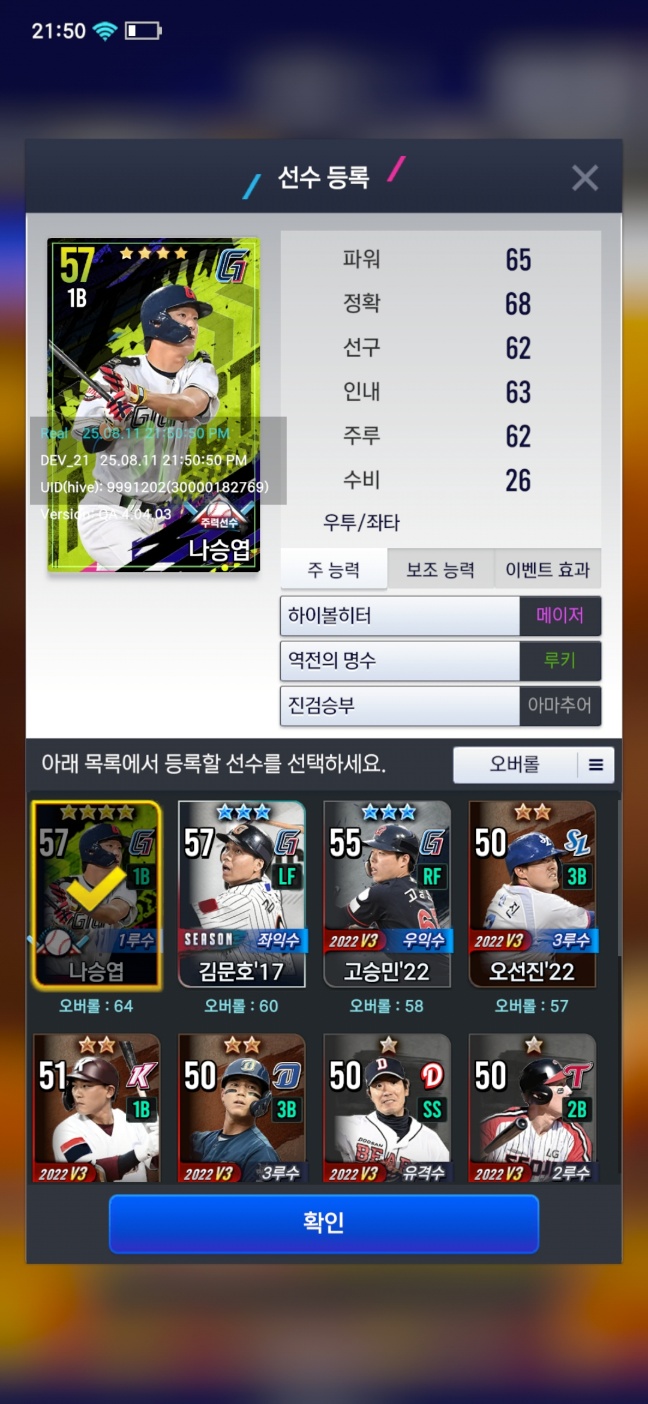 21:50
선수 등록
57
1B
G
Real 25.08.11 21:50:50 PM
DEV_21 25.08.11 21:50:50 PM
UID(hive): 9991202(30000182769)
주력선수
나승엽
파워 65
정확 68
선구 62
인내 63
주루 62
수비 26
우투/좌타
주 능력 보조 능력 이벤트 효과
하이볼히터 메이저
역전의 명수 루키
진검승부 아마추어
아래 목록에서 등록할 선수를 선택하세요.
오버롤
57 1B 1루수
나승엽
오버롤 : 64
57 LF
SEASON 좌익수
김문호'17
오버롤 : 60
55 RF
2022 V3 우익수
고승민'22
오버롤 : 58
50 3B
2022 V3 3루수
오선진'22
오버롤 : 57
51 K 1B
2022 V3
50 D 3B
2022 V3 3루수
50 D SS
2022 V3 유격수
50 T 2B
2022 V3 2루수
확인